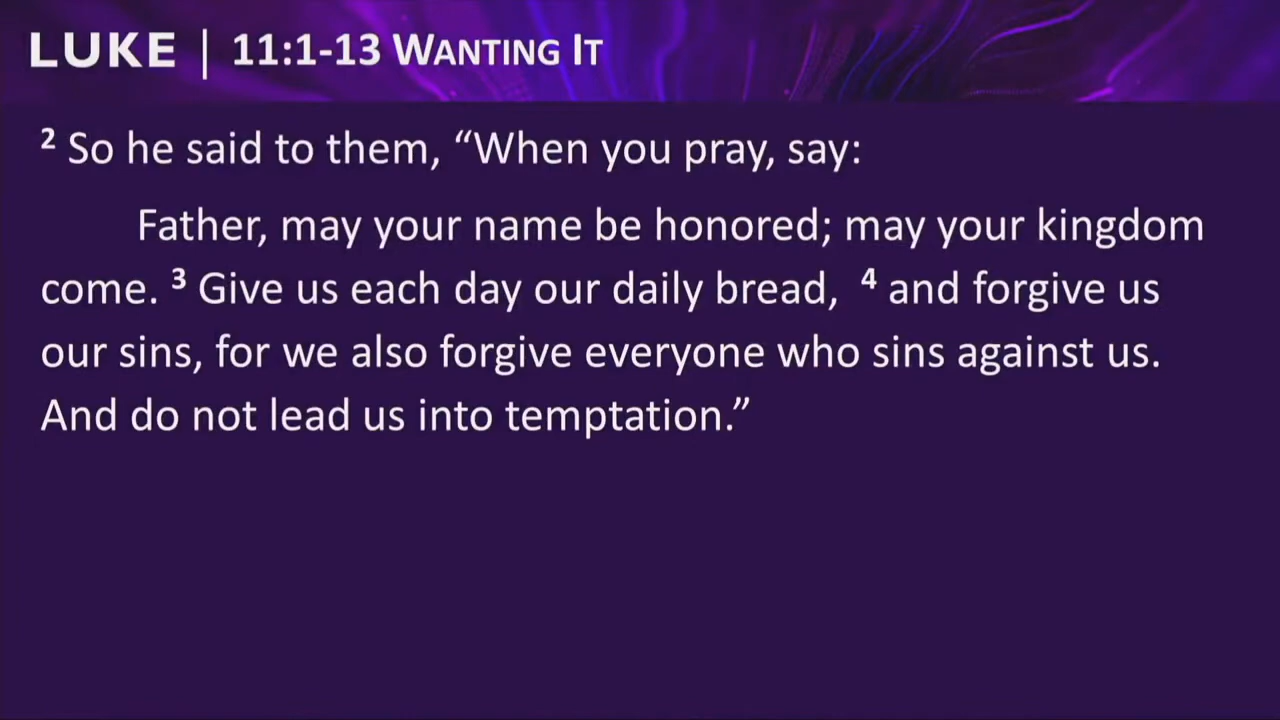 LUKE | 11:1-13 WANTING IT
² So he said to them, “When you pray, say:
Father, may your name be honored; may your kingdom
come. ³ Give us each day our daily bread, ⁴ and forgive us
our sins, for we also forgive everyone who sins against us.
And do not lead us into temptation.”